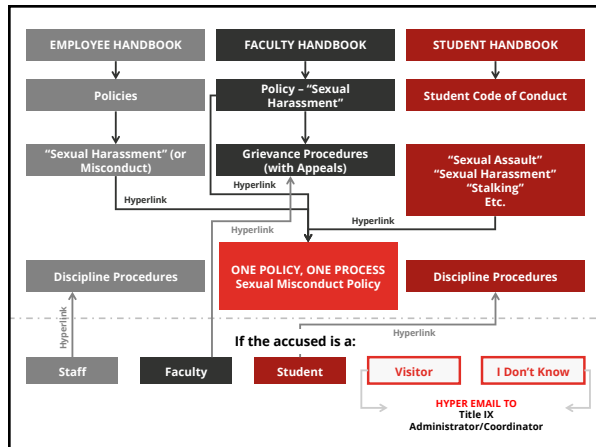 EMPLOYEE HANDBOOK
FACULTY HANDBOOK
STUDENT HANDBOOK
Policies
Policy – “Sexual
Harassment”
Student Code of Conduct
“Sexual Harassment” (or
Misconduct)
Grievance Procedures
(with Appeals)
“Sexual Assault”
“Sexual Harassment”
“Stalking”
Etc.
Hyperlink
Hyperlink
Hyperlink
Hyperlink
ONE POLICY, ONE PROCESS
Sexual Misconduct Policy
Discipline Procedures
Discipline Procedures
Hyperlink
Hyperlink
If the accused is a:
Staff
Faculty
Student
Visitor
I Don’t Know
HYPER EMAIL TO
Title IX
Administrator/Coordinator